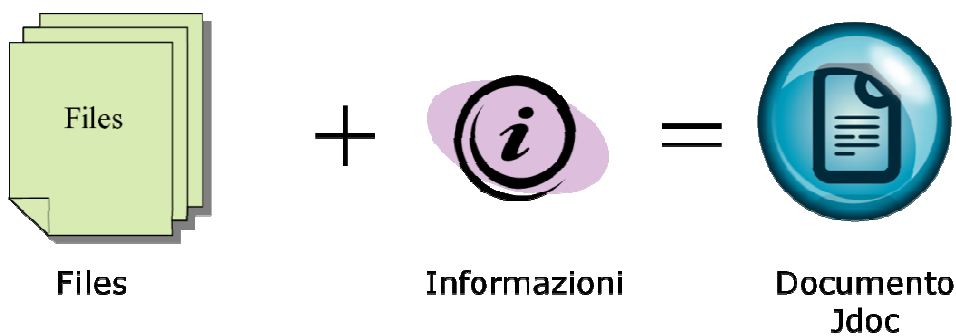 Files
+
=
Files Informazioni Documento
Jdoc